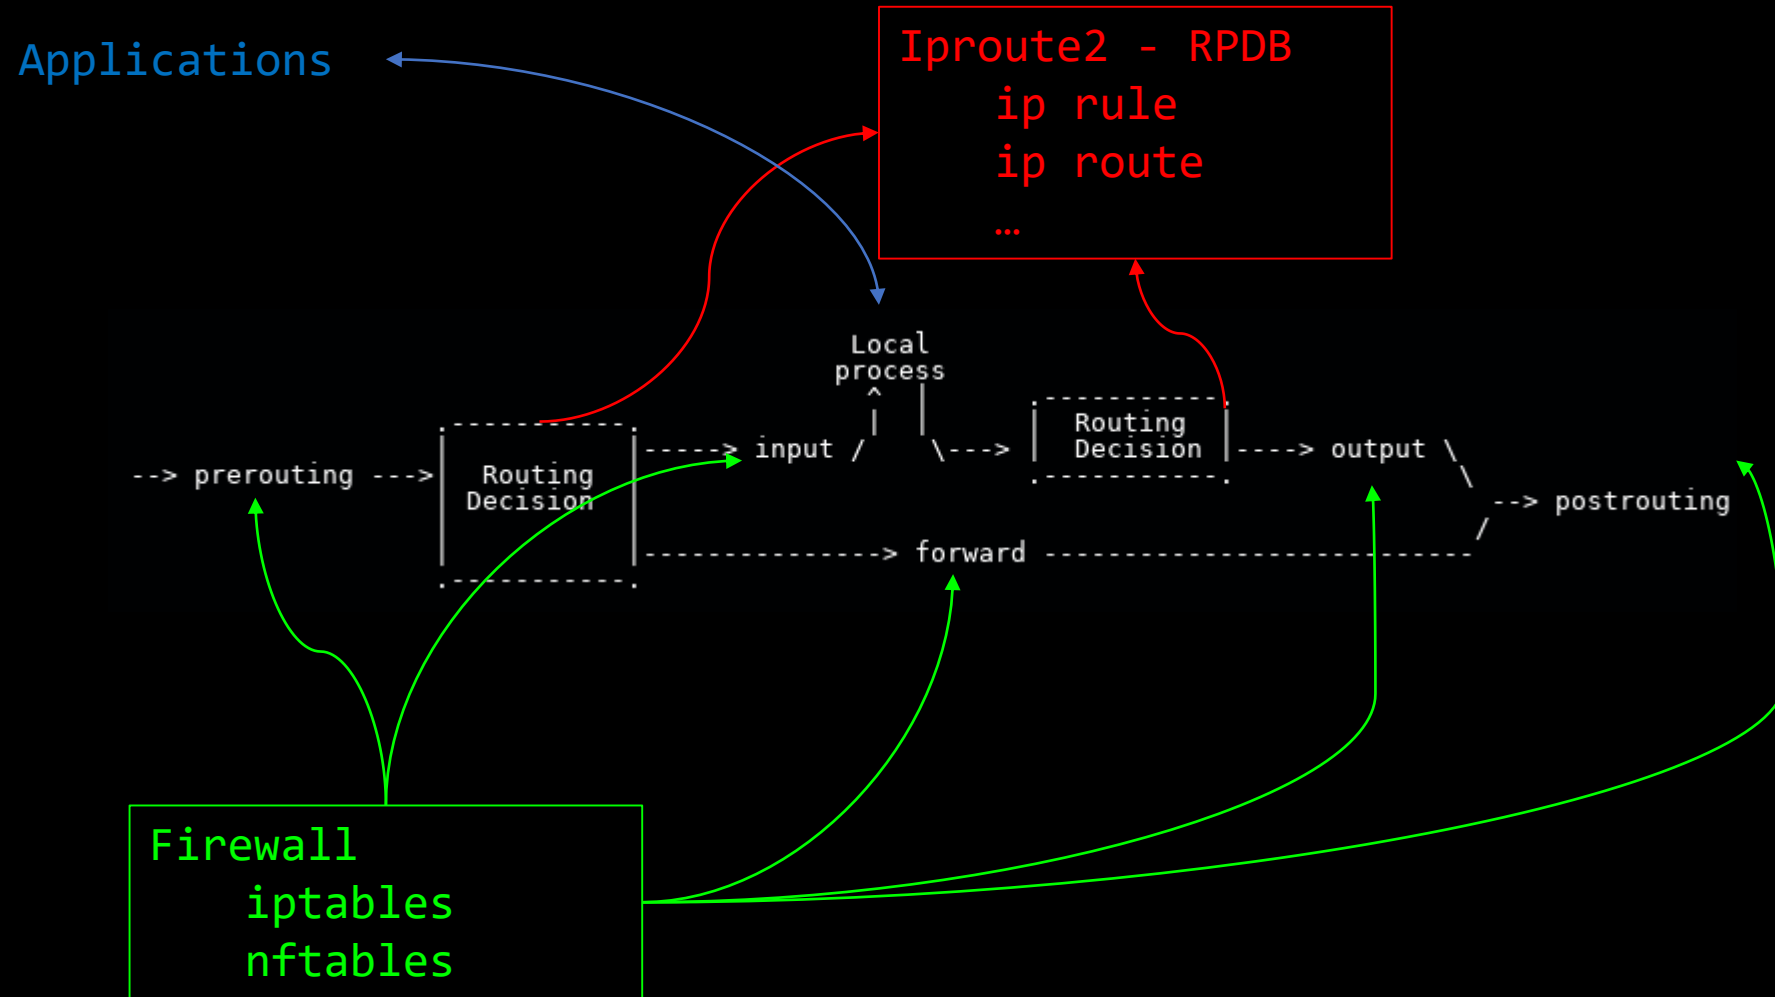 Applications
Iproute2 - RPDB
ip rule
ip route
…
Local
process
Routing
Decision
--> prerouting --->
Routing
Decision
-----> input /
\--->
----> output \
--> postrouting
---------------> forward ---------------------------
Firewall
iptables
nftables